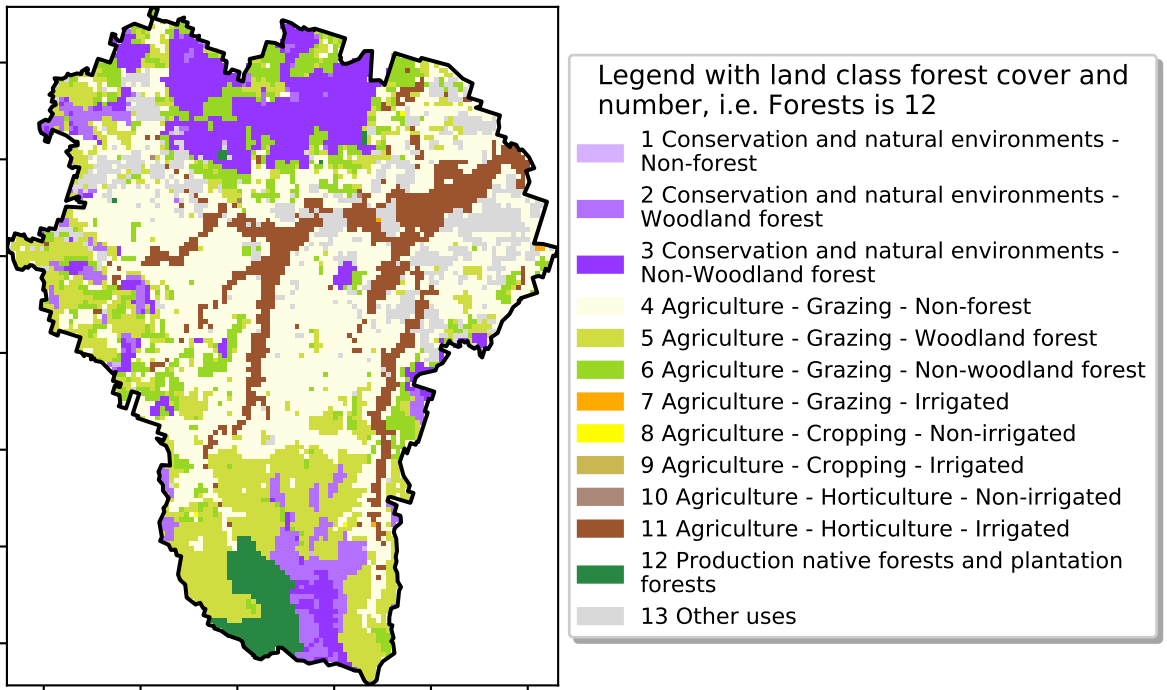 Legend with land class forest cover and
number, i.e. Forests is 12
1 Conservation and natural environments -
Non-forest
2 Conservation and natural environments -
Woodland forest
3 Conservation and natural environments -
Non-Woodland forest
4 Agriculture - Grazing - Non-forest
5 Agriculture - Grazing - Woodland forest
6 Agriculture - Grazing - Non-woodland forest
7 Agriculture - Grazing - Irrigated
8 Agriculture - Cropping - Non-irrigated
9 Agriculture - Cropping - Irrigated
10 Agriculture - Horticulture - Non-irrigated
11 Agriculture - Horticulture - Irrigated
12 Production native forests and plantation
forests
13 Other uses